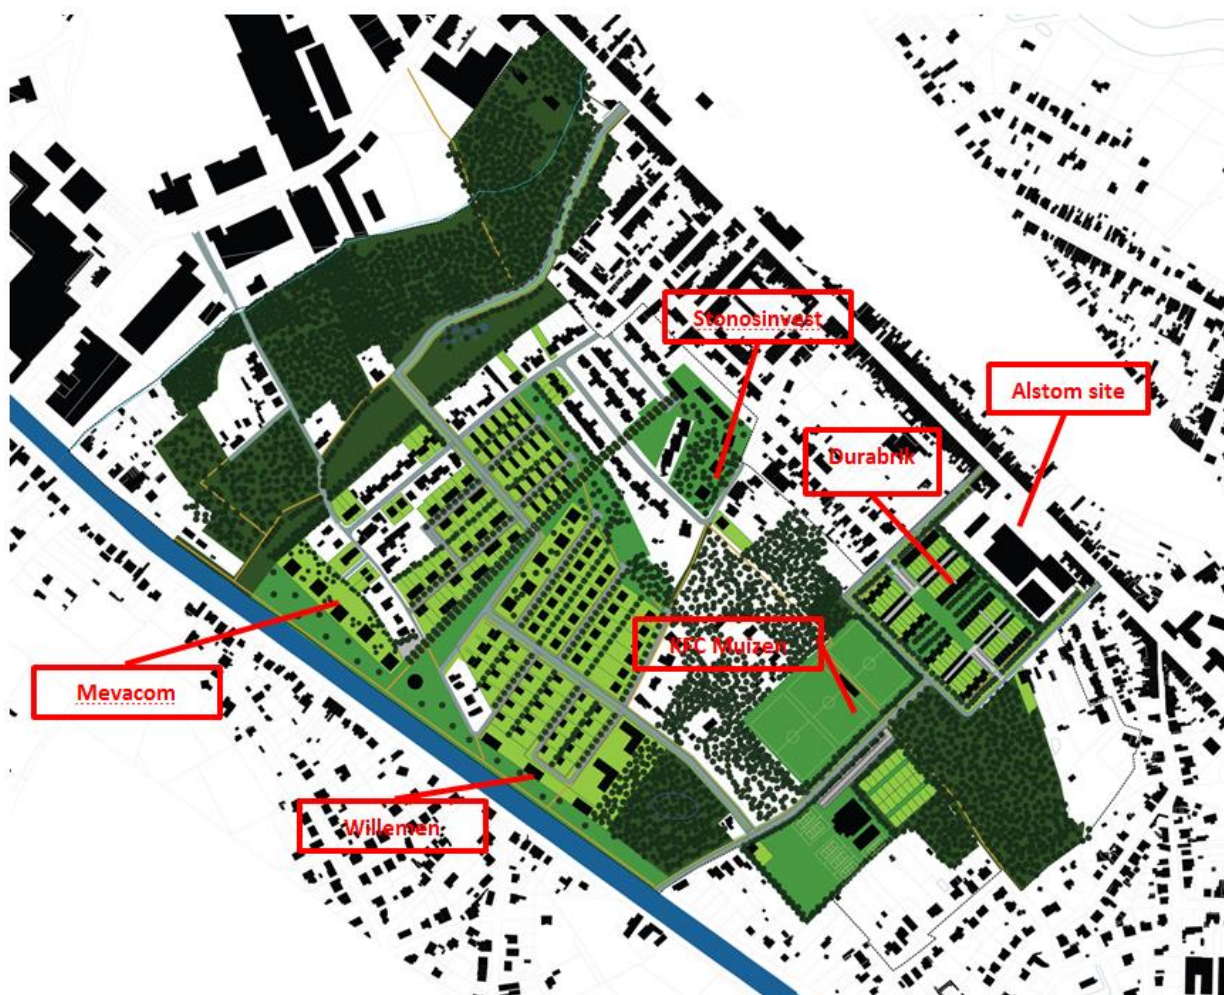 Stonosinvest
Alstom site
Durabrik
KFC Muizen
Mevacom
Willemen